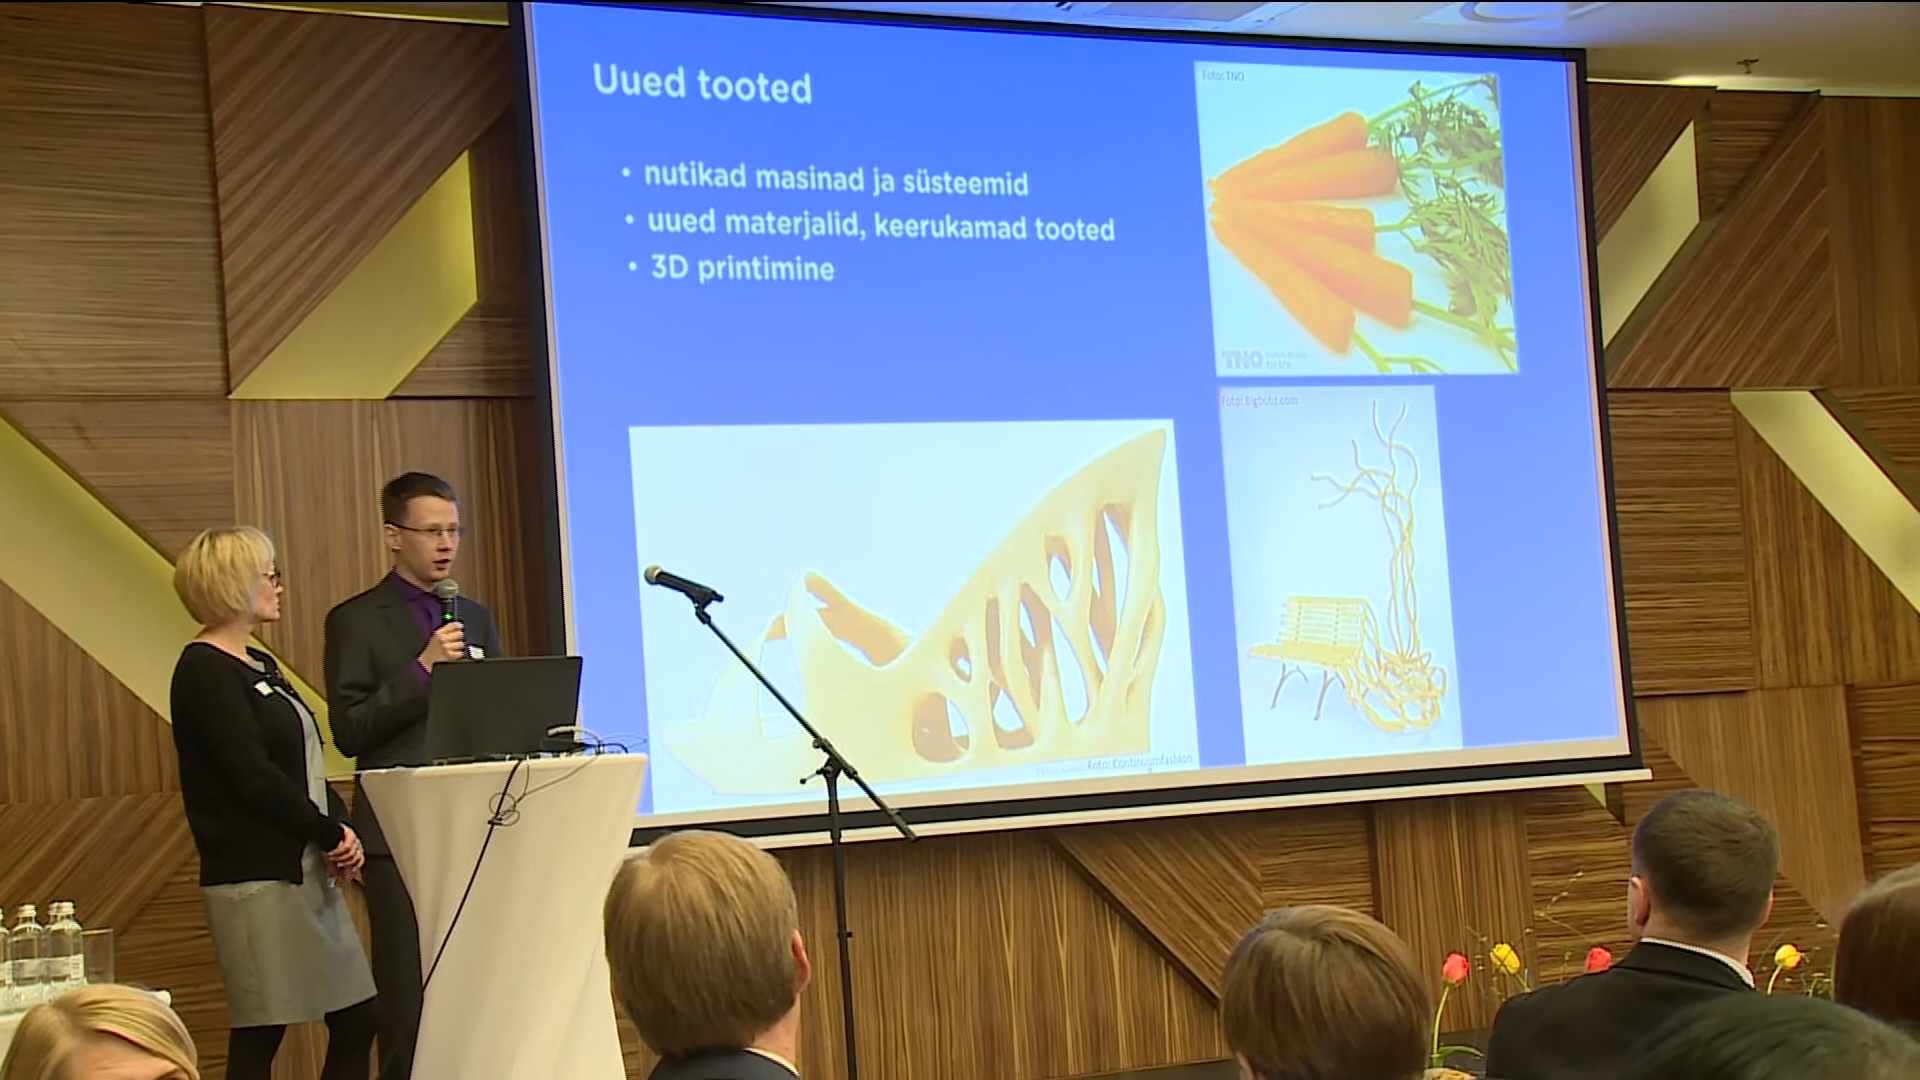 Uued tooted
• nutikad masinad ja süsteemid
• uued materjalid, keerukamad tooted
• 3D printimine
Foto: TNO
TNO
Foto: Bigbubz.com
Foto: Continuumfashion